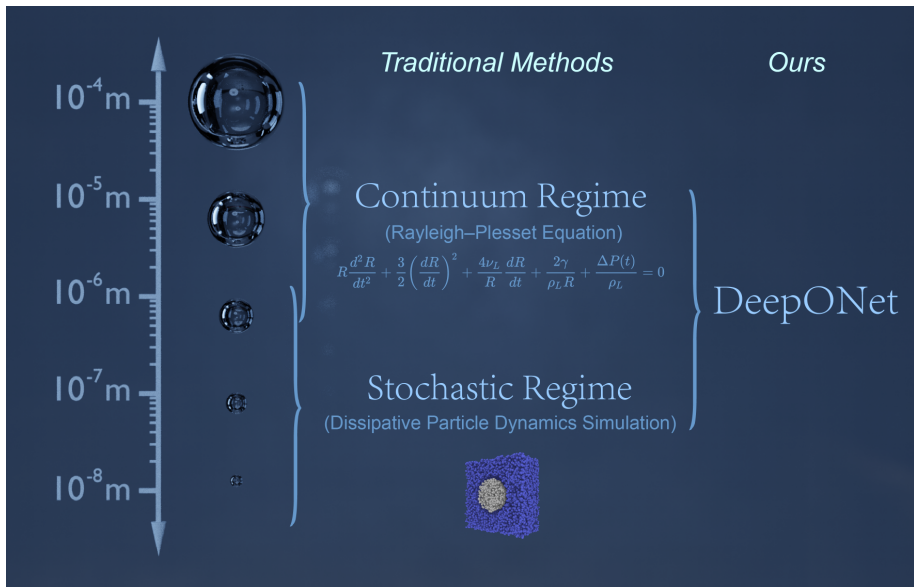 Traditional Methods
Ours
10⁻⁴m
10⁻⁵m
10⁻⁶m
10⁻⁷m
10⁻⁸m
Continuum Regime
(Rayleigh–Plesset Equation)
R d²R/dt² + 3/2 (dR/dt)² + 4ν_L/R dR/dt + 2γ/ρ_L R + ΔP(t)/ρ_L = 0
Stochastic Regime
(Dissipative Particle Dynamics Simulation)
DeepONet